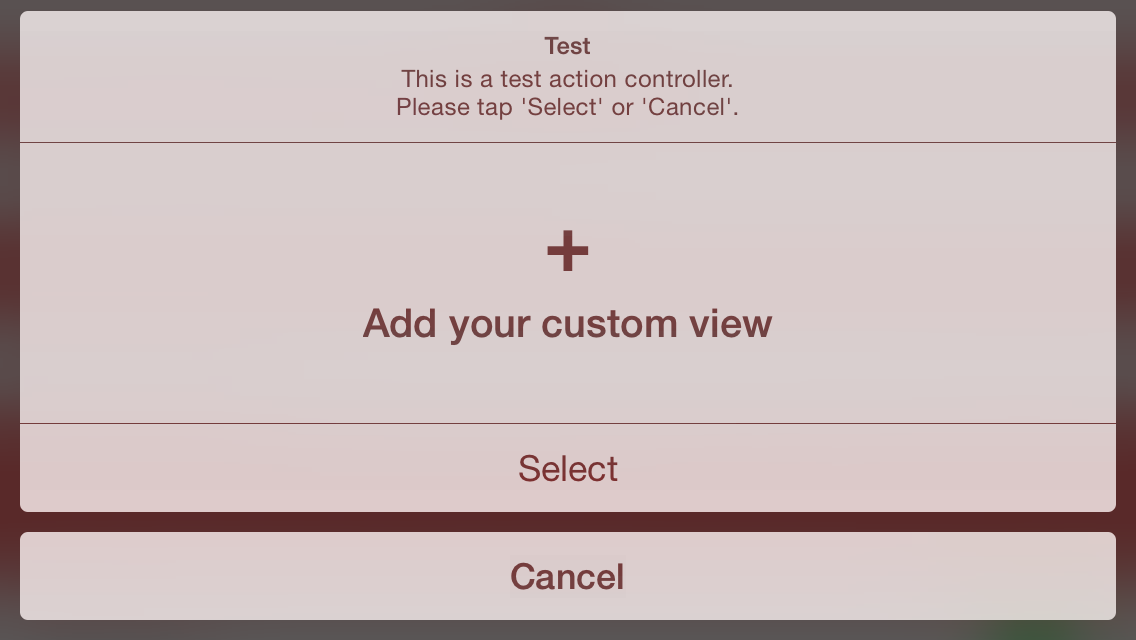 Test
This is a test action controller.
Please tap 'Select' or 'Cancel'.
+
Add your custom view
Select
Cancel